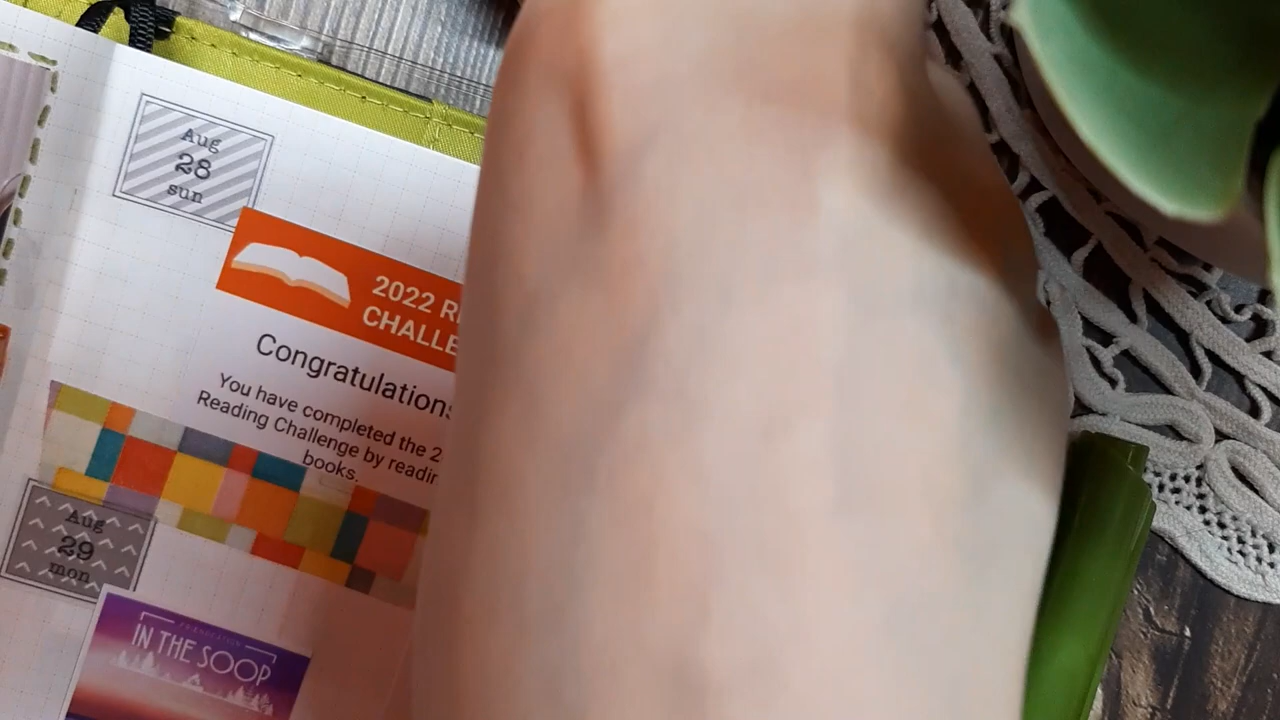 Aug
28
sun
2022 R
CHALLE
Congratulations
You have completed the 2
Reading Challenge by readin
books.
Aug
29
mon
FRIENDCATION
IN THE SOOP